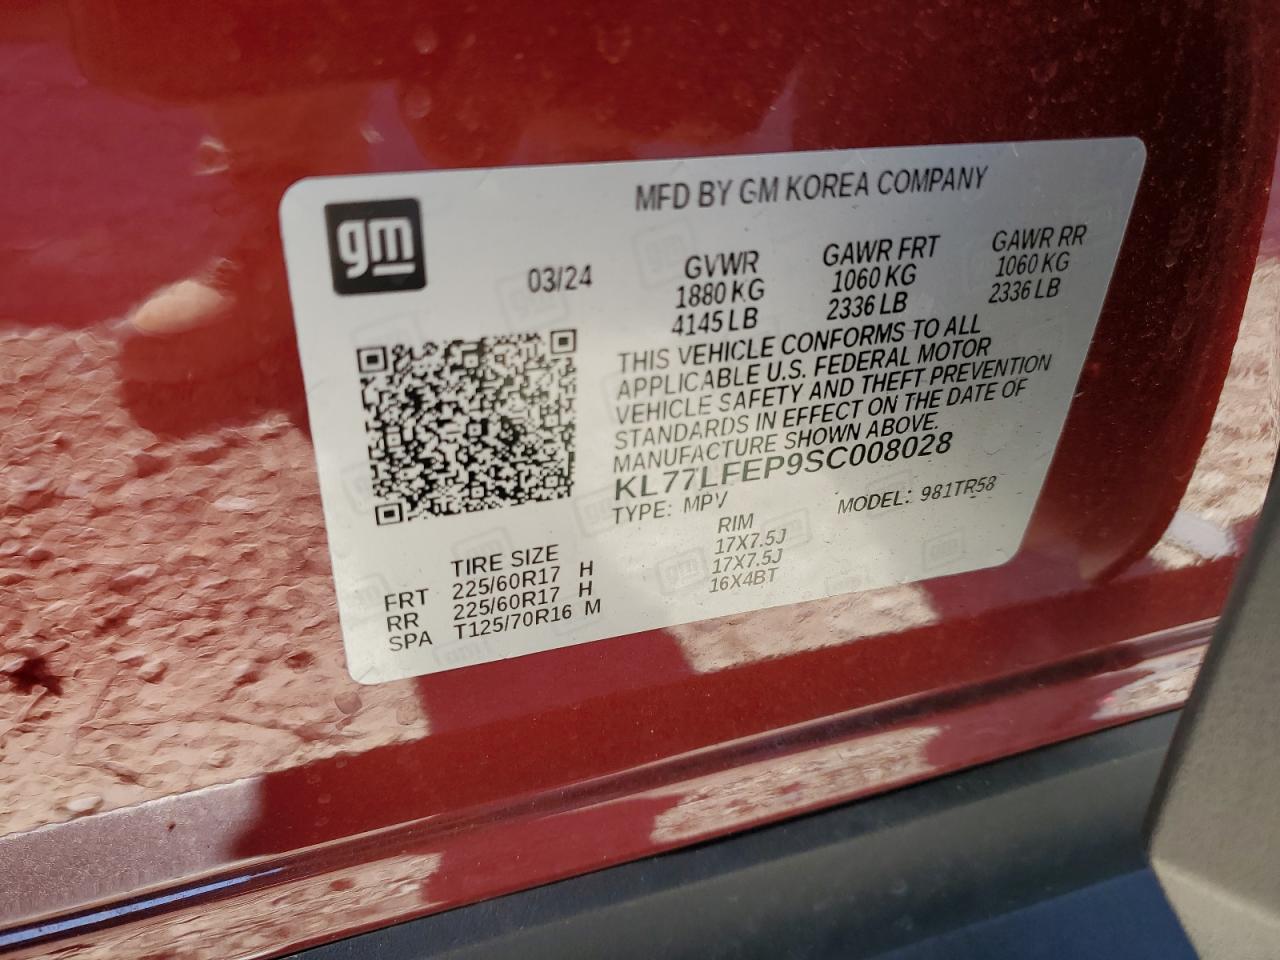 gm
MFD BY GM KOREA COMPANY
03/24
GVWR
1880 KG
4145 LB
GAWR FRT
1060 KG
2336 LB
GAWR RR
1060 KG
2336 LB
THIS VEHICLE CONFORMS TO ALL
APPLICABLE U.S. FEDERAL MOTOR
VEHICLE SAFETY AND THEFT PREVENTION
STANDARDS IN EFFECT ON THE DATE OF
MANUFACTURE SHOWN ABOVE.
KL77LFEP9SC008028
TYPE: MPV MODEL: 981TR58
TIRE SIZE RIM
FRT 225/60R17 H 17X7.5J
RR 225/60R17 H 17X7.5J
SPA T125/70R16 M 16X4BT